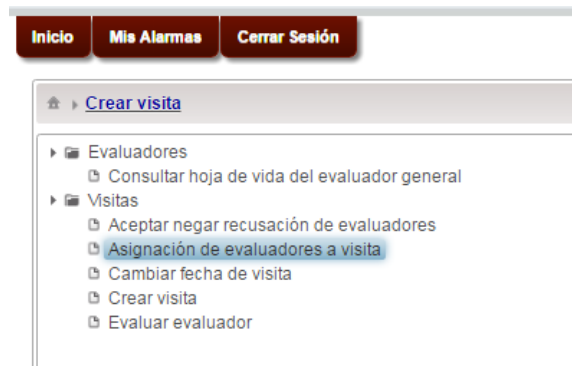 Inicio Mis Alarmas Cerrar Sesión
Crear visita
Evaluadores
Consultar hoja de vida del evaluador general
Visitas
Aceptar negar recusación de evaluadores
Asignación de evaluadores a visita
Cambiar fecha de visita
Crear visita
Evaluar evaluador